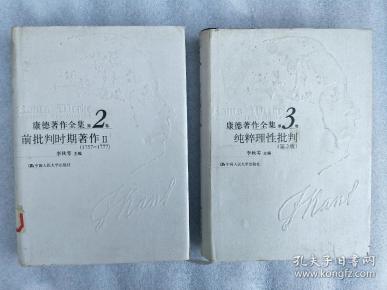 康德著作全集 第2卷
前批判时期著作Ⅱ
(1757-1777)
李秋零 主编
中国人民大学出版社
康德著作全集 第3卷
纯粹理性批判
(第2版)
李秋零 主编
中国人民大学出版社
Kant
Kant
孔夫子旧书网